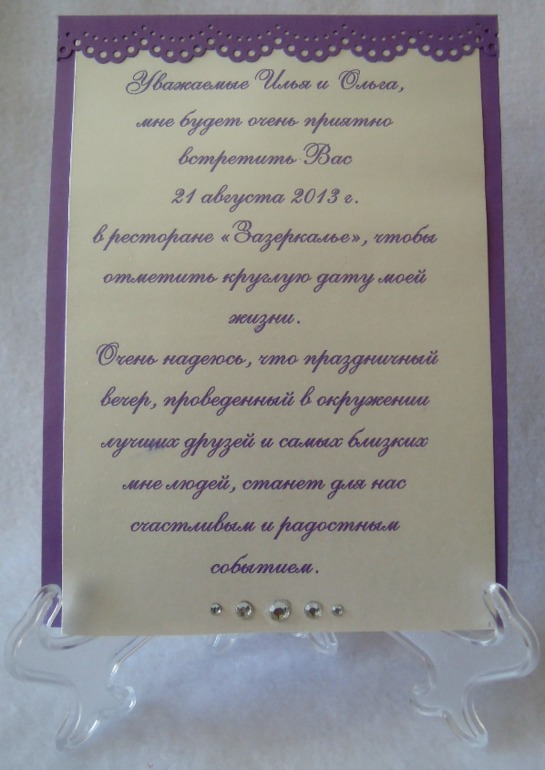 Уважаемые Илья и Ольга,
мне будет очень приятно
встретить Вас
21 августа 2013 г.
в ресторане «Зазеркалье», чтобы
отметить круглую дату моей
жизни.
Очень надеюсь, что праздничный
вечер, проведенный в окружении
лучших друзей и самых близких
мне людей, станет для нас
счастливым и радостным
событием.